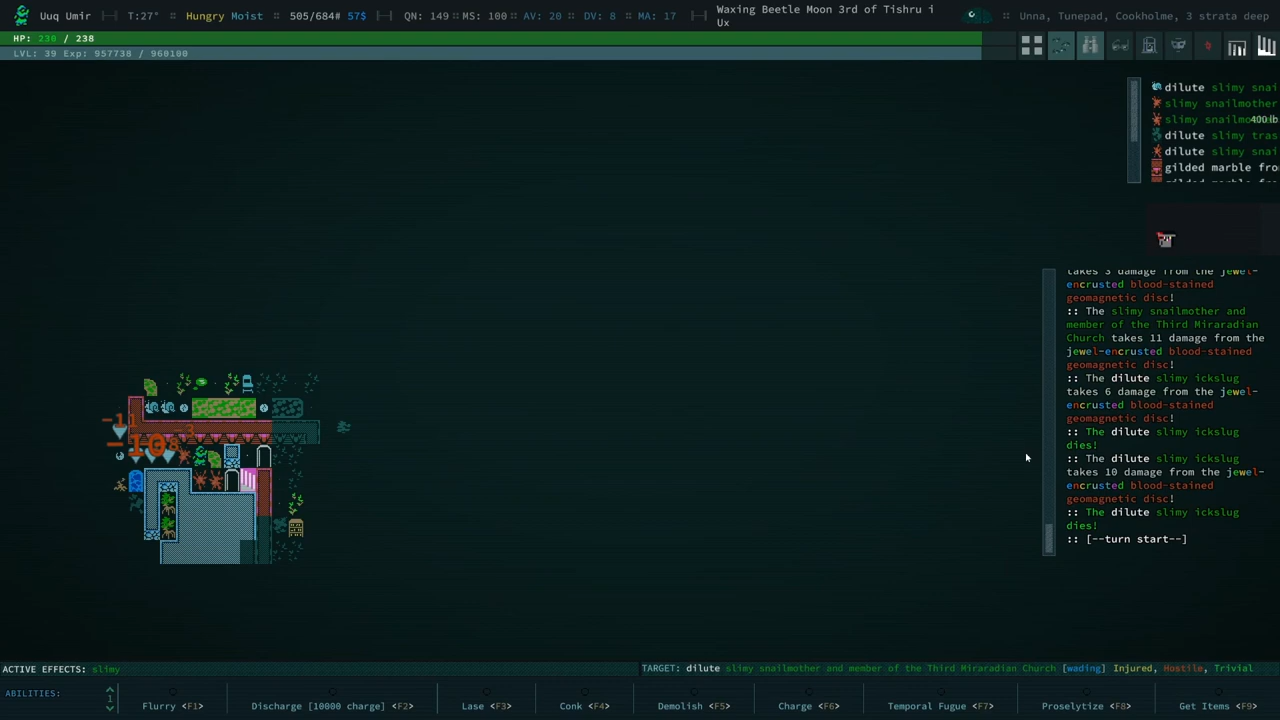 Uuq Umir T:27° Hungry Moist 505/684# 57$ QN: 149 MS: 100 AV: 20 DV: 8 MA: 17 Waxing Beetle Moon 3rd of Tishru i Ux Unna, Tunepad, Cookholme, 3 strata deep
HP: 230 / 238
LVL: 39 Exp: 957738 / 960100
dilute slimy snai
slimy snailmother
slimy snailmo
400lb
dilute slimy tras
dilute slimy snai
gilded marble fro
takes 3 damage from the jewel-
encrusted blood-stained
geomagnetic disc!
:: The slimy snailmother and
member of the Third Miraradian
Church takes 11 damage from the
jewel-encrusted blood-stained
geomagnetic disc!
:: The dilute slimy ickslug
takes 6 damage from the jewel-
encrusted blood-stained
geomagnetic disc!
:: The dilute slimy ickslug
dies!
:: The dilute slimy ickslug
takes 10 damage from the jewel-
encrusted blood-stained
geomagnetic disc!
:: The dilute slimy ickslug
dies!
:: [--turn start--]
-11
-3
-10
ACTIVE EFFECTS: slimy
TARGET: dilute slimy snailmother and member of the Third Miraradian Church [wading] Injured, Hostile, Trivial
ABILITIES: 1 Flurry <F1> Discharge [10000 charge] <F2> Lase <F3> Conk <F4> Demolish <F5> Charge <F6> Temporal Fugue <F7> Proselytize <F8> Get Items <F9>